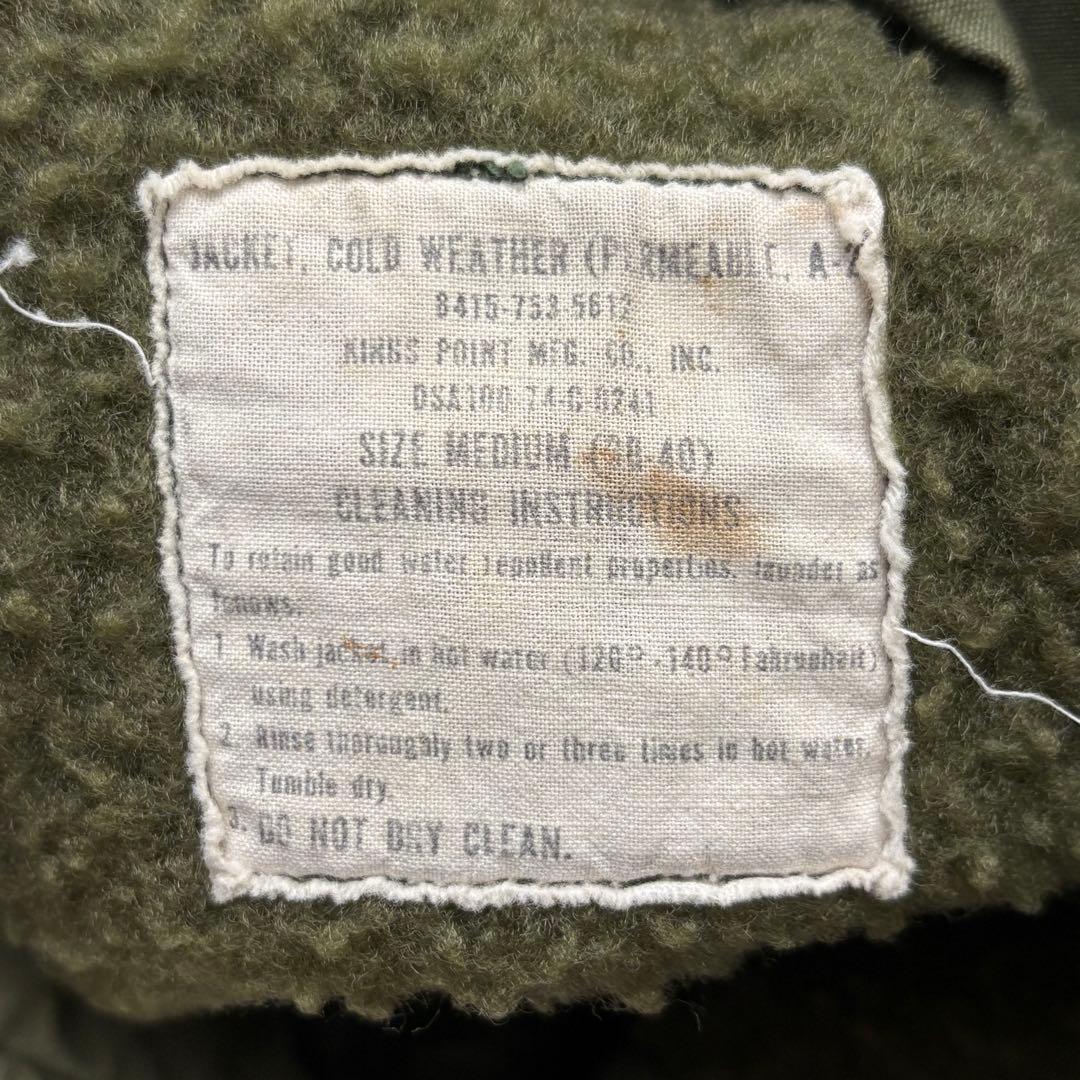 JACKET, COLD WEATHER (PERMEABLE, A-2
8415-753-5612
KINGS POINT MFG. CO., INC.
DSA100-74-C-0241
SIZE MEDIUM (38-40)
CLEANING INSTRUCTIONS
To retain good water repellent properties, launder as
follows:
1. Wash jacket in hot water (120° - 140° Fahrenheit)
using detergent.
2. Rinse thoroughly two or three times in hot water.
Tumble dry.
3. DO NOT DRY CLEAN.